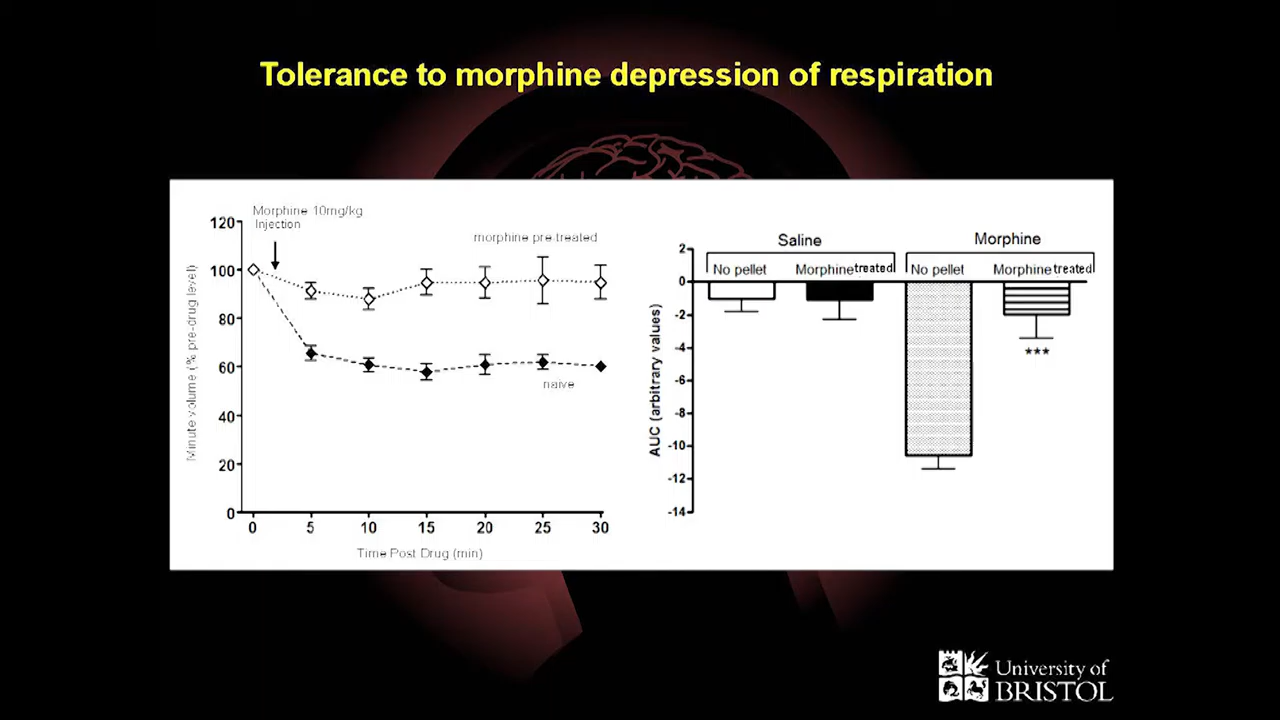 Tolerance to morphine depression of respiration
Morphine 10mg/kg
Injection
morphine pre treated
naive
Minute volume (% pre-drug level)
120
100
80
60
40
20
0
0 5 10 15 20 25 30
Time Post Drug (min)
Saline Morphine
No pellet Morphine treated No pellet Morphine treated
AUC (arbitrary values)
2
0
-2
-4
-6
-8
-10
-12
-14
***
University of
BRISTOL